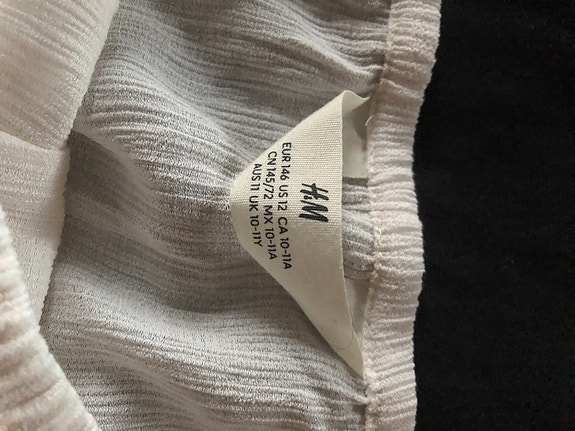 H&M
EUR 146 US 12 CA 10-11A
CN 145/72 MX 10-11A
AUS 11 UK 10-11Y